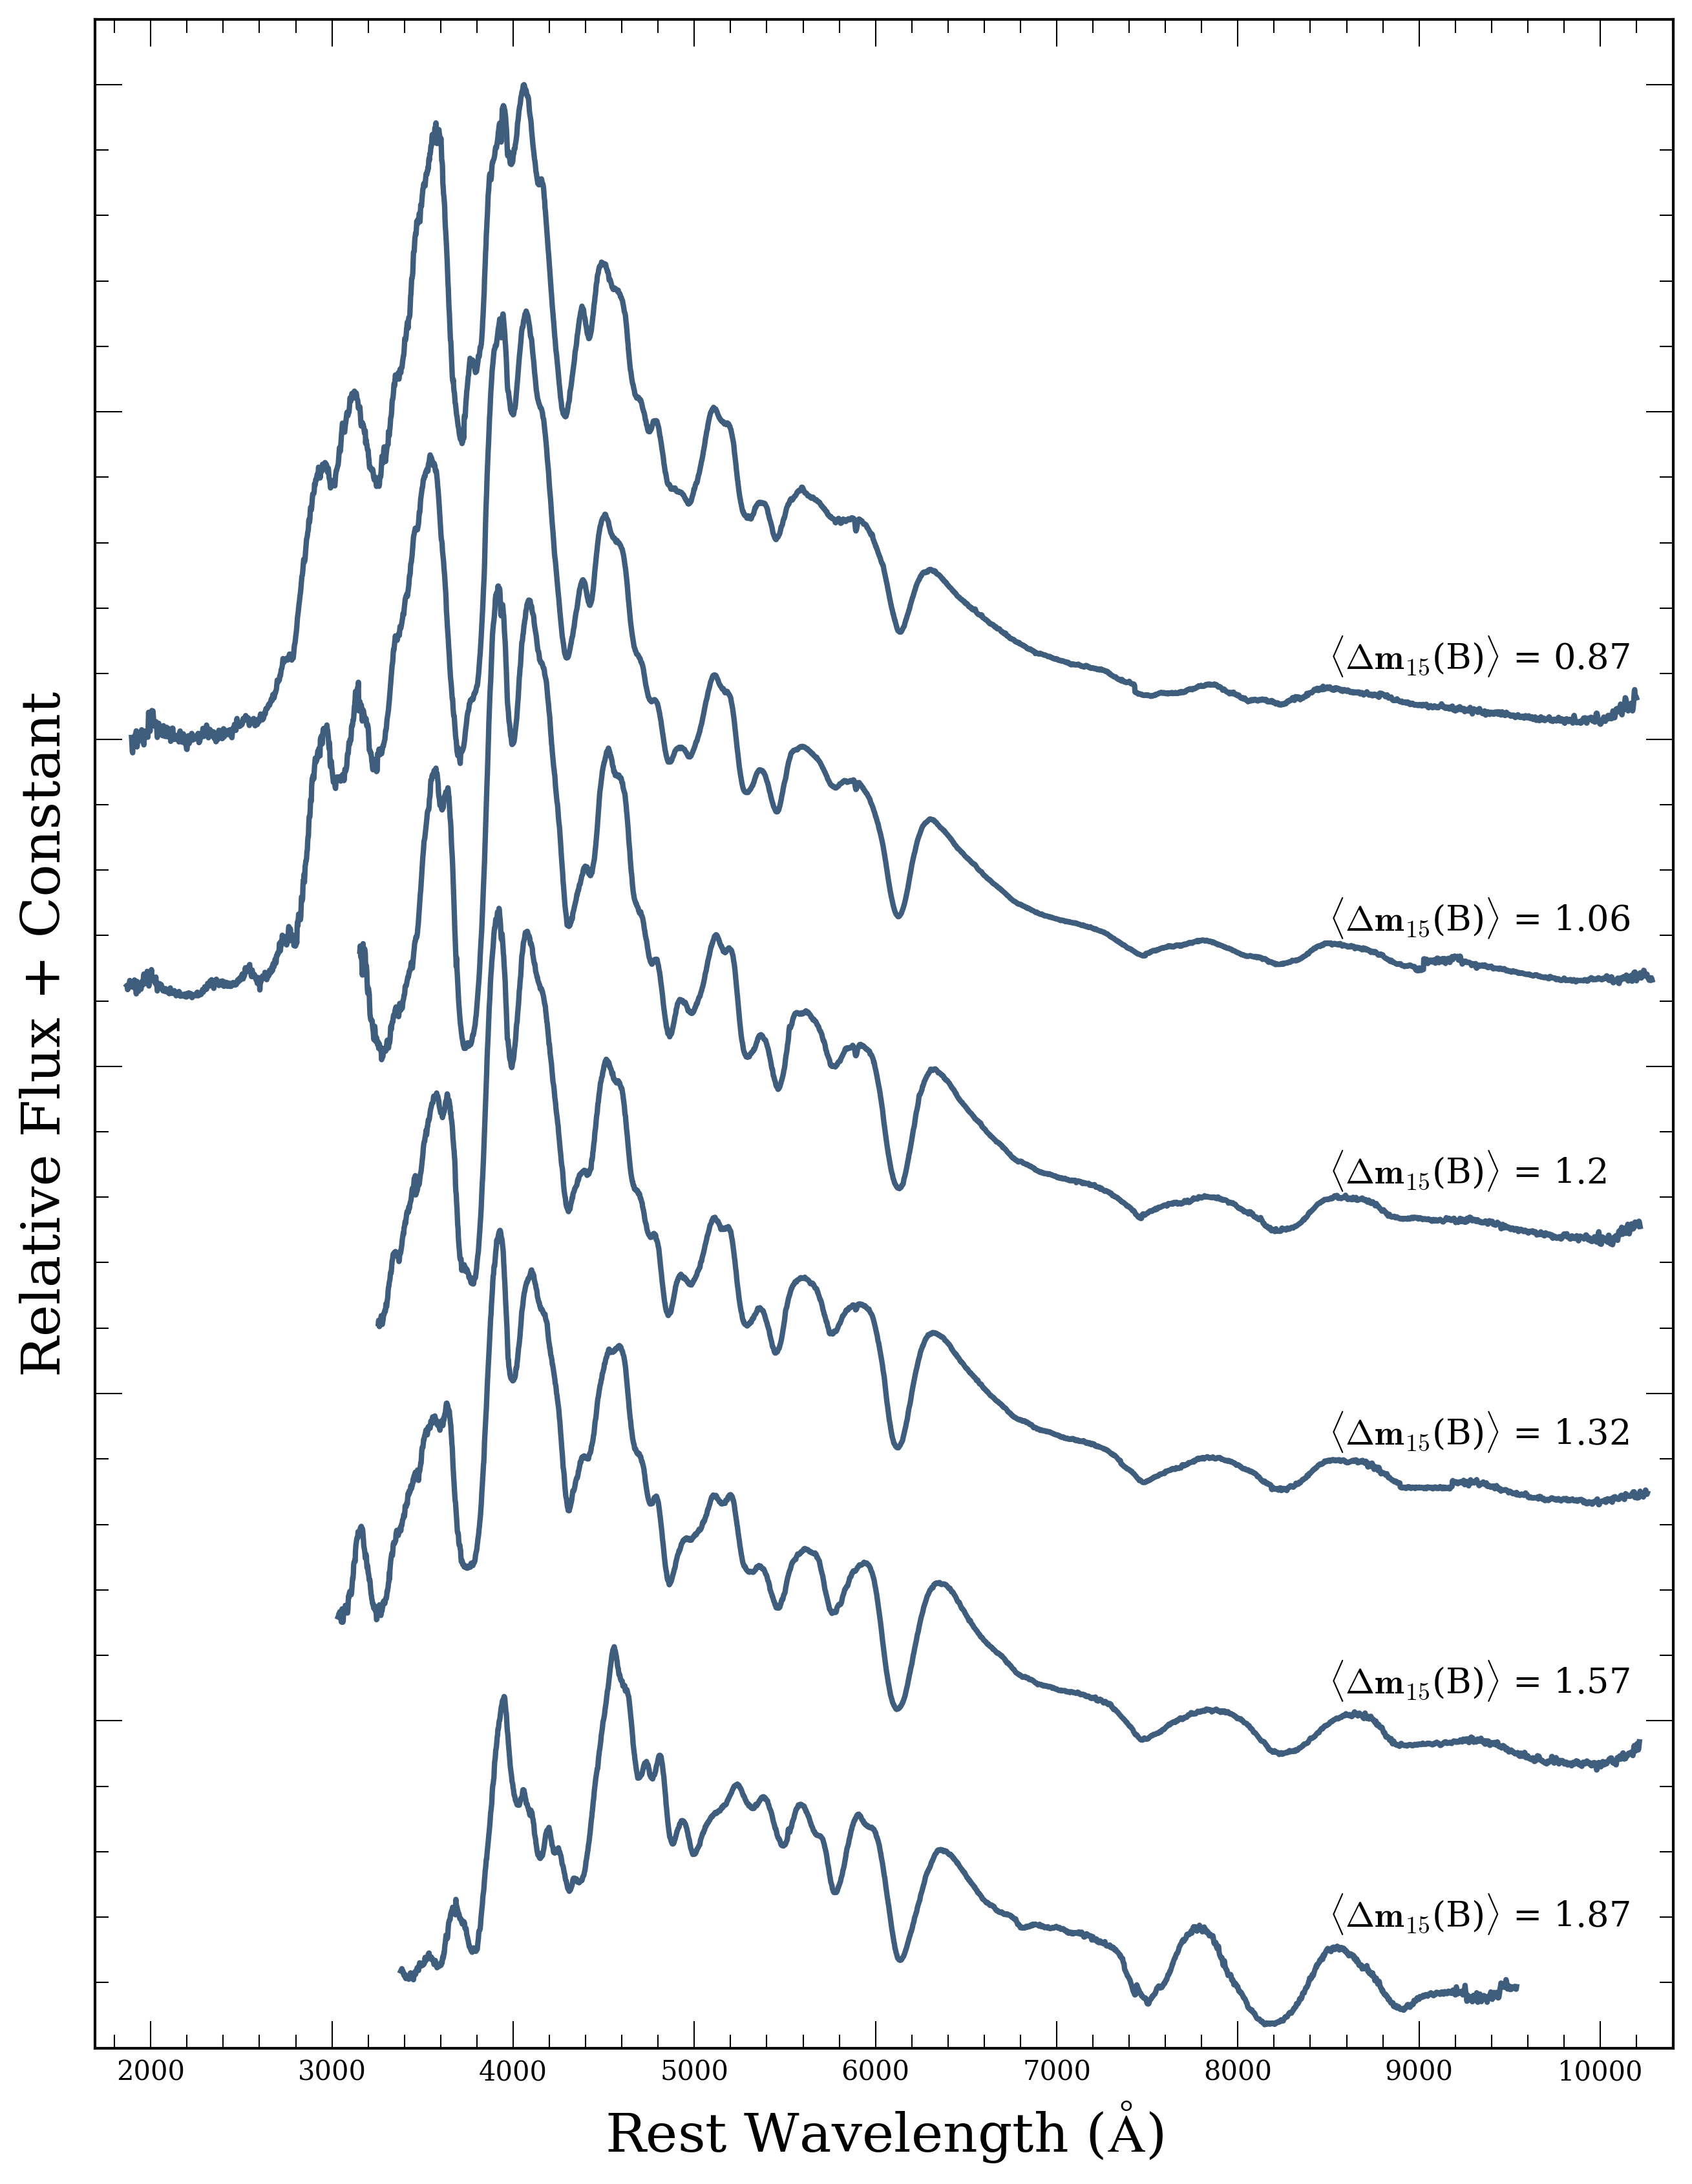 Relative Flux + Constant
⟨Δm₁₅(B)⟩ = 0.87
⟨Δm₁₅(B)⟩ = 1.06
⟨Δm₁₅(B)⟩ = 1.2
⟨Δm₁₅(B)⟩ = 1.32
⟨Δm₁₅(B)⟩ = 1.57
⟨Δm₁₅(B)⟩ = 1.87
2000 3000 4000 5000 6000 7000 8000 9000 10000
Rest Wavelength (Å)